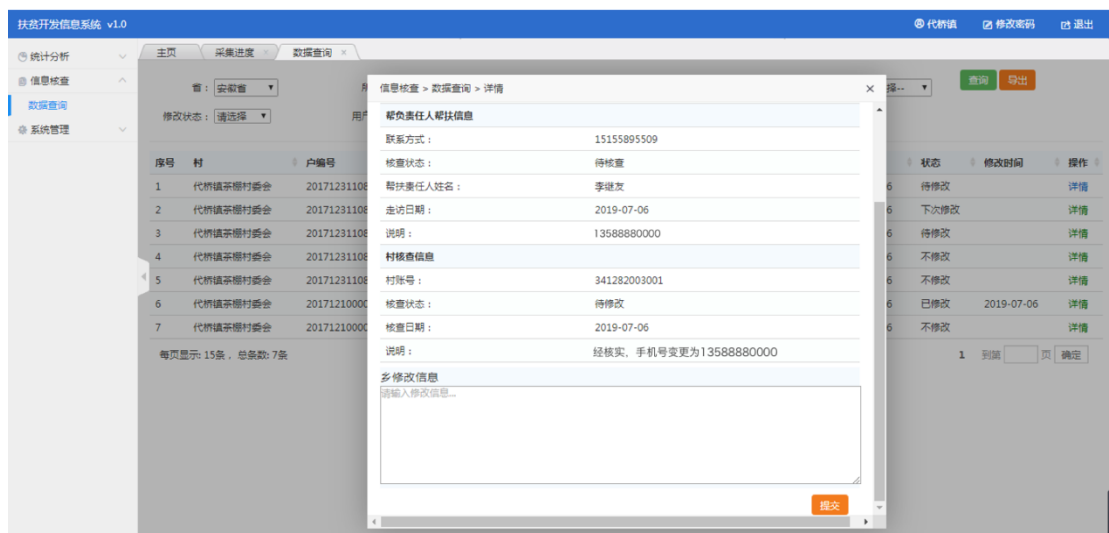 扶贫开发信息系统 v1.0 代桥镇 修改密码 退出
统计分析 主页 采集进度 × 数据查询 ×
信息核查
数据查询
系统管理
省： 安徽省 查询 导出
修改状态： 请选择 用户
序号 村 户编号 状态 修改时间 操作
1 代桥镇茶棚村委会 20171231108 6 待修改 详情
2 代桥镇茶棚村委会 20171231108 6 下次修改 详情
3 代桥镇茶棚村委会 20171231108 6 待修改 详情
4 代桥镇茶棚村委会 20171231108 6 不修改 详情
5 代桥镇茶棚村委会 20171231108 6 不修改 详情
6 代桥镇茶棚村委会 20171210000 6 已修改 2019-07-06 详情
7 代桥镇茶棚村委会 20171210000 6 不修改 详情
每页显示: 15条， 总条数: 7条 1 到第 页 确定
信息核查 > 数据查询 > 详情 ×
帮负责任人帮扶信息
联系方式： 15155895509
核查状态： 待核查
帮扶责任人姓名： 李继友
走访日期： 2019-07-06
说明： 13588880000
村核查信息
村账号： 341282003001
核查状态： 待修改
核查日期： 2019-07-06
说明： 经核实，手机号变更为13588880000
乡修改信息
请输入修改信息...
提交